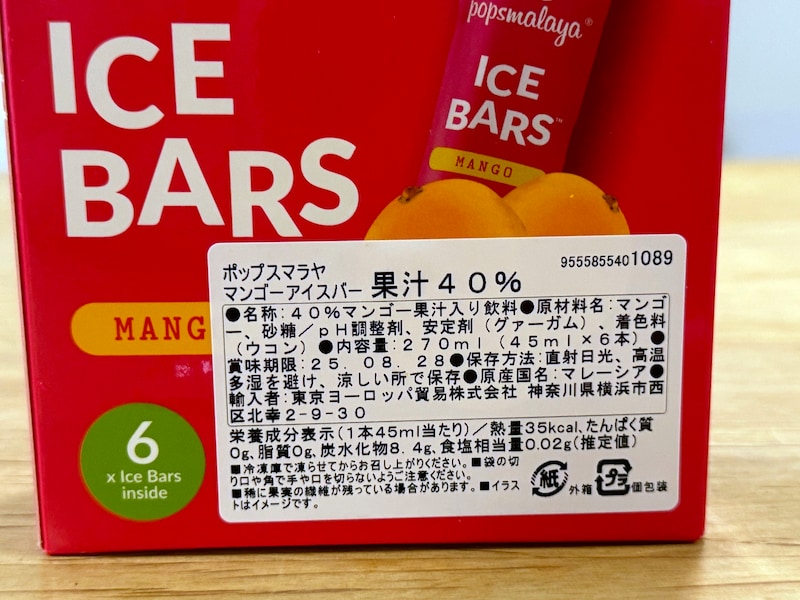 popsmalaya®
ICE
BARS™
MANGO
ICE
BARS
MANG
6
x Ice Bars
inside
ポップスマラヤ
マンゴーアイスバー 果汁40%
9555855401089
●名称:40%マンゴー果汁入り飲料●原材料名:マンゴ
ー、砂糖/pH調整剤、安定剤(グァーガム)、着色料
(ウコン)●内容量:270ml(45ml×6本)●
賞味期限:25.08.28●保存方法:直射日光、高温
多湿を避け、涼しい所で保存●原産国名:マレーシア●
輸入者:東京ヨーロッパ貿易株式会社 神奈川県横浜市西
区北幸2-9-30
栄養成分表示(1本45ml当たり)/熱量35kcal,たんぱく質
0g,脂質0g,炭水化物8.4g,食塩相当量0.02g(推定値)
■冷凍庫で凍らせてからお召し上がりください。■袋の切
り口や角で手や口を切らないようご注意ください。
■稀に果実の繊維が残っている場合があります。■イラス
トはイメージです。
紙 外箱 プラ 個包装